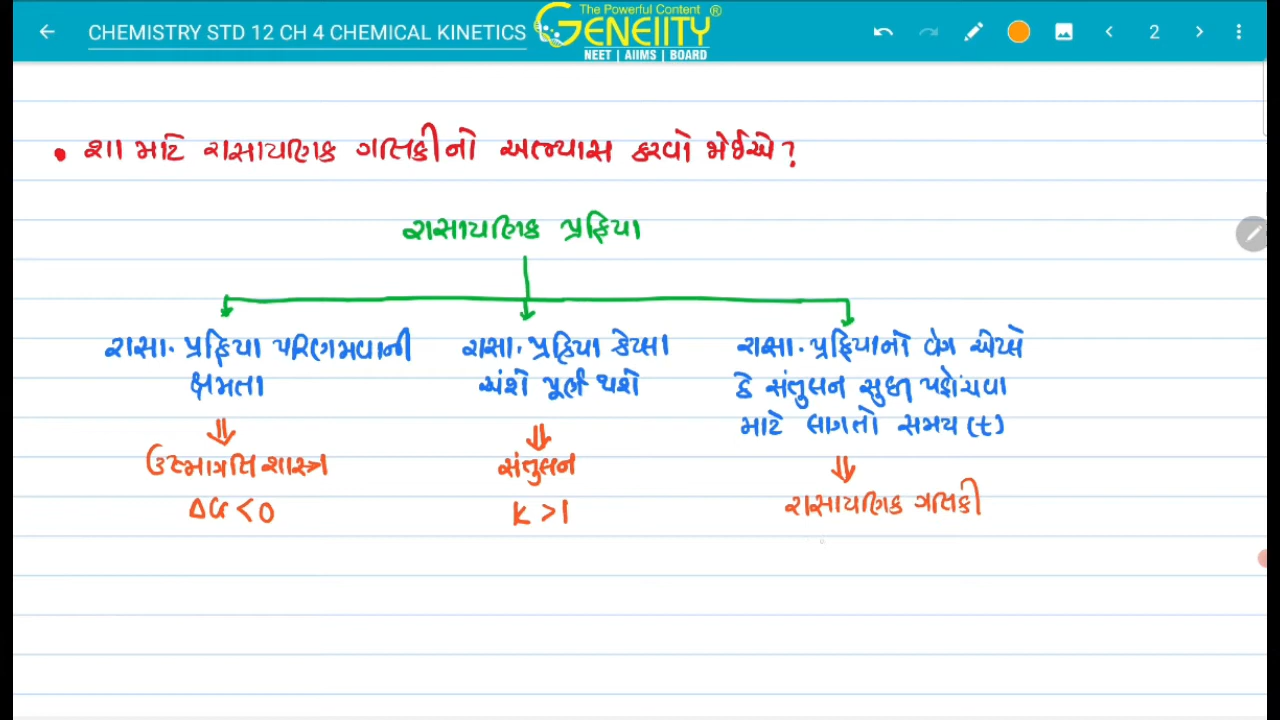 CHEMISTRY STD 12 CH 4 CHEMICAL KINETICS
The Powerful Content
GENEIITY®
NEET | AIIMS | BOARD
2
• શા માટે રાસાયણિક ગતિકીનો અભ્યાસ કરવો જોઈએ?
રાસાયણિક પ્રક્રિયા
રાસા. પ્રક્રિયા પરિણમવાની
ક્ષમતા
⇓
ઉષ્માગતિશાસ્ત્ર
ΔG < 0
રાસા. પ્રક્રિયા કેટલા
અંશે પૂર્ણ થશે
⇓
સંતુલન
K > 1
રાસા. પ્રક્રિયાનો વેગ એટલે
કે સંતુલન સુધી પહોંચવા
માટે લાગતો સમય (t)
⇓
રાસાયણિક ગતિકી